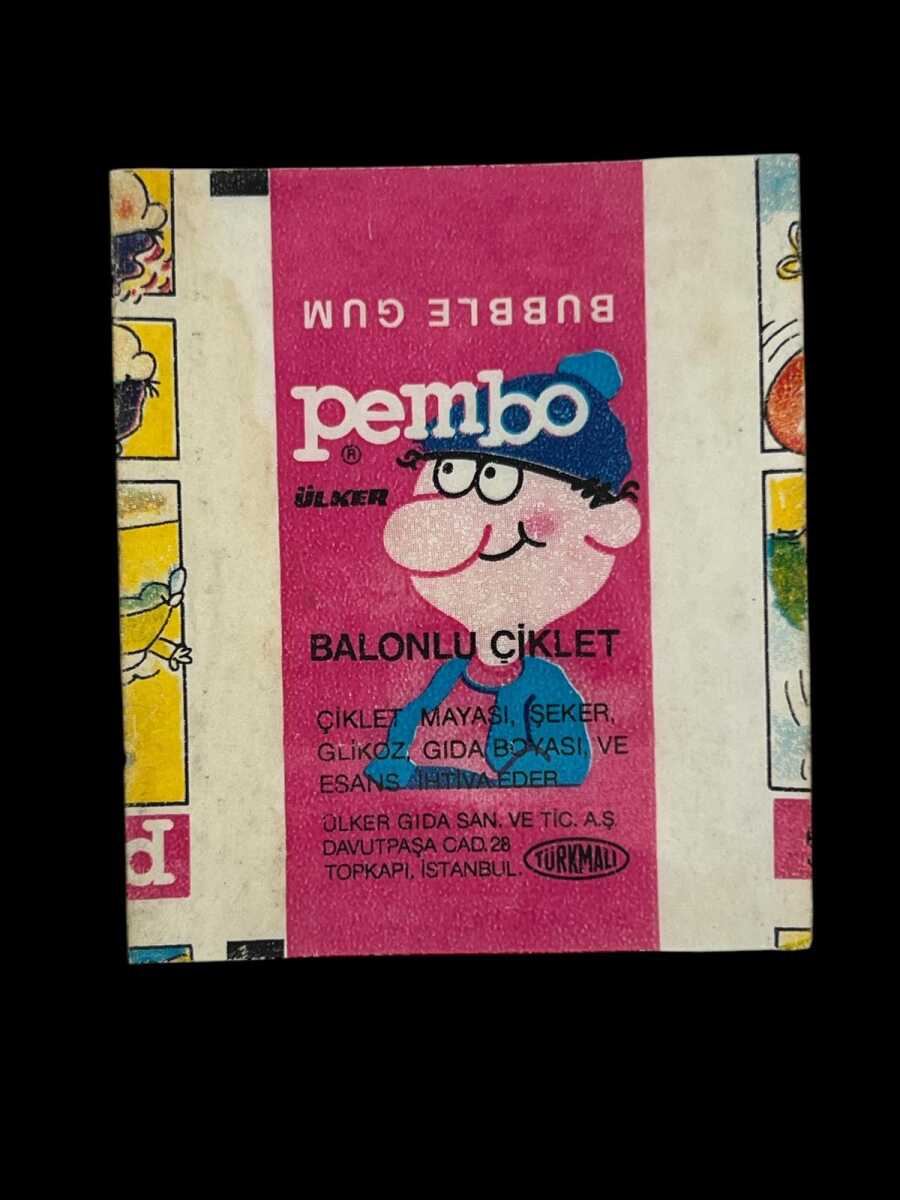 BUBBLE GUM
pembo
®
ÜLKER
BALONLU ÇİKLET
ÇİKLET MAYASI, ŞEKER,
GLİKOZ, GIDA BOYASI, VE
ESANS İHTİVA EDER
ÜLKER GIDA SAN. VE TİC. A.Ş.
DAVUTPAŞA CAD. 28
TOPKAPI, İSTANBUL.
TÜRKMALI